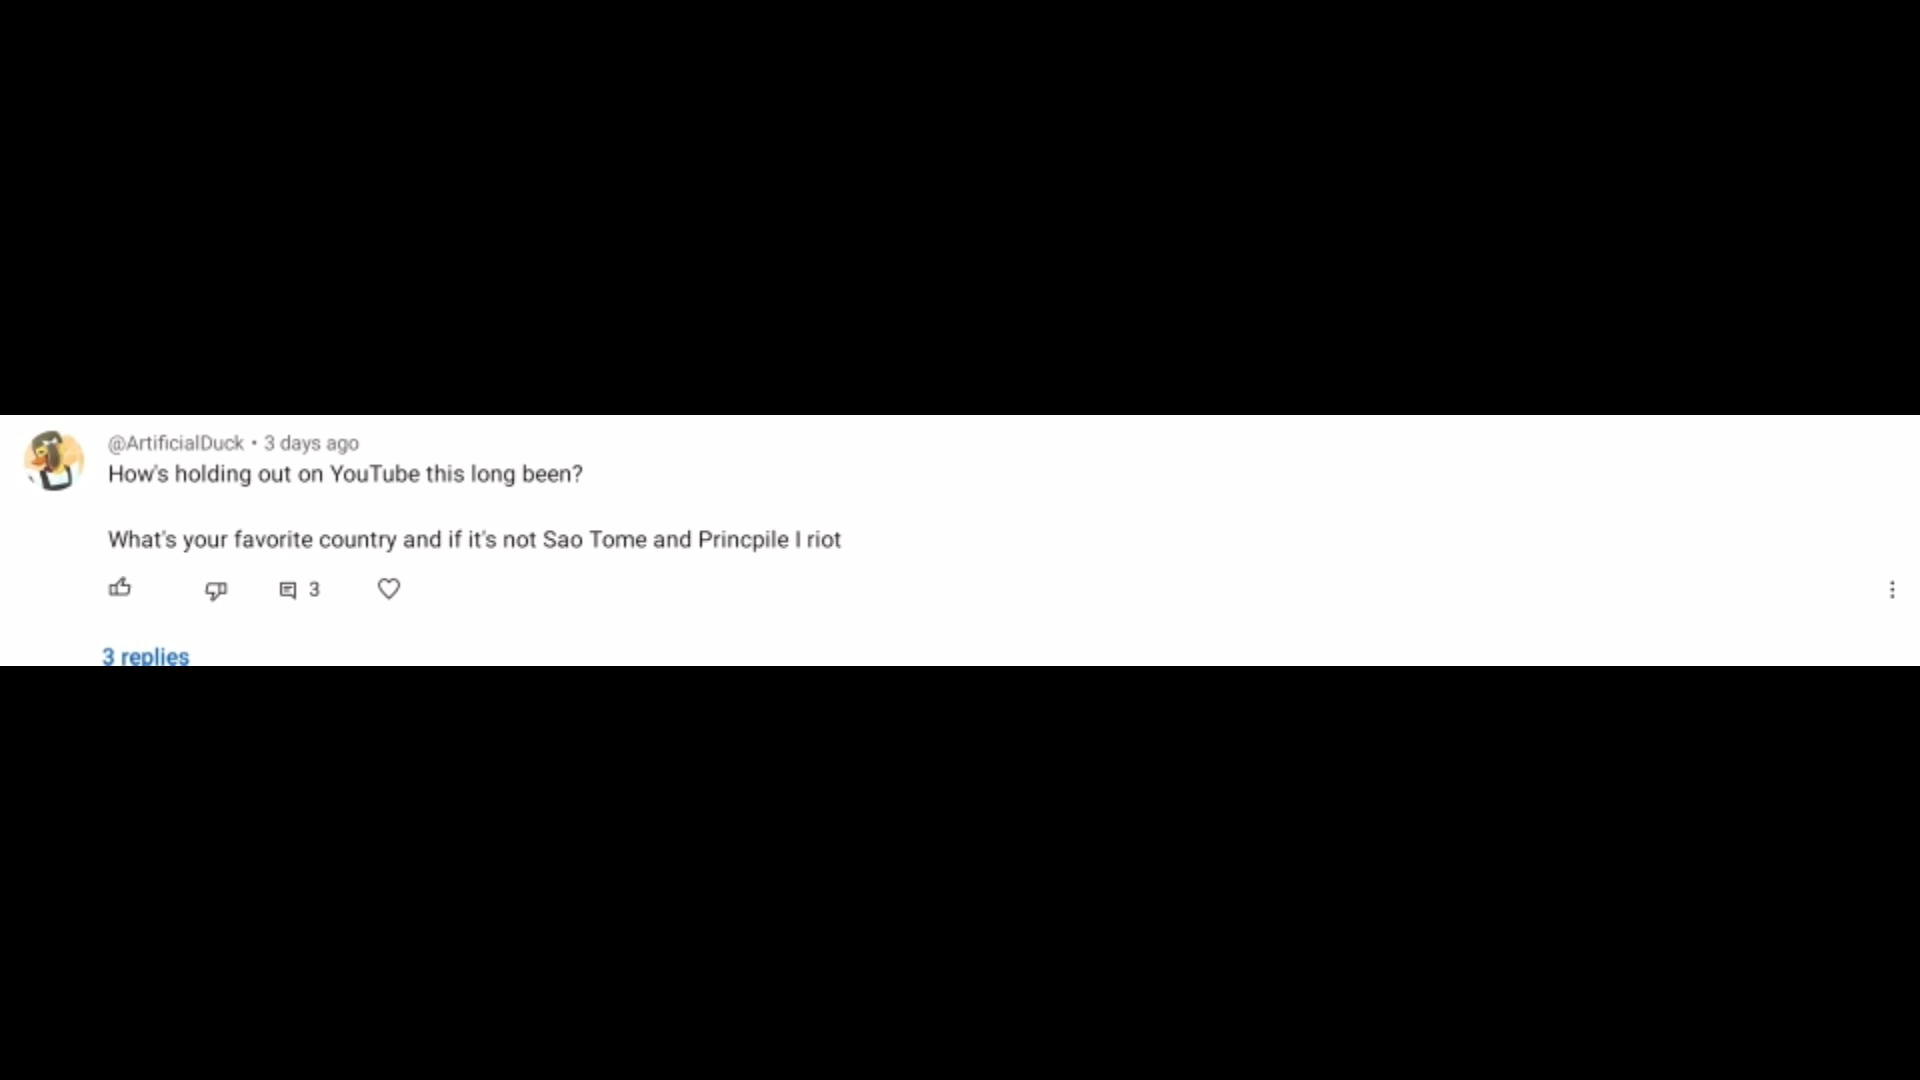 @ArtificialDuck • 3 days ago
How's holding out on YouTube this long been?
What's your favorite country and if it's not Sao Tome and Princpile I riot
3
3 replies